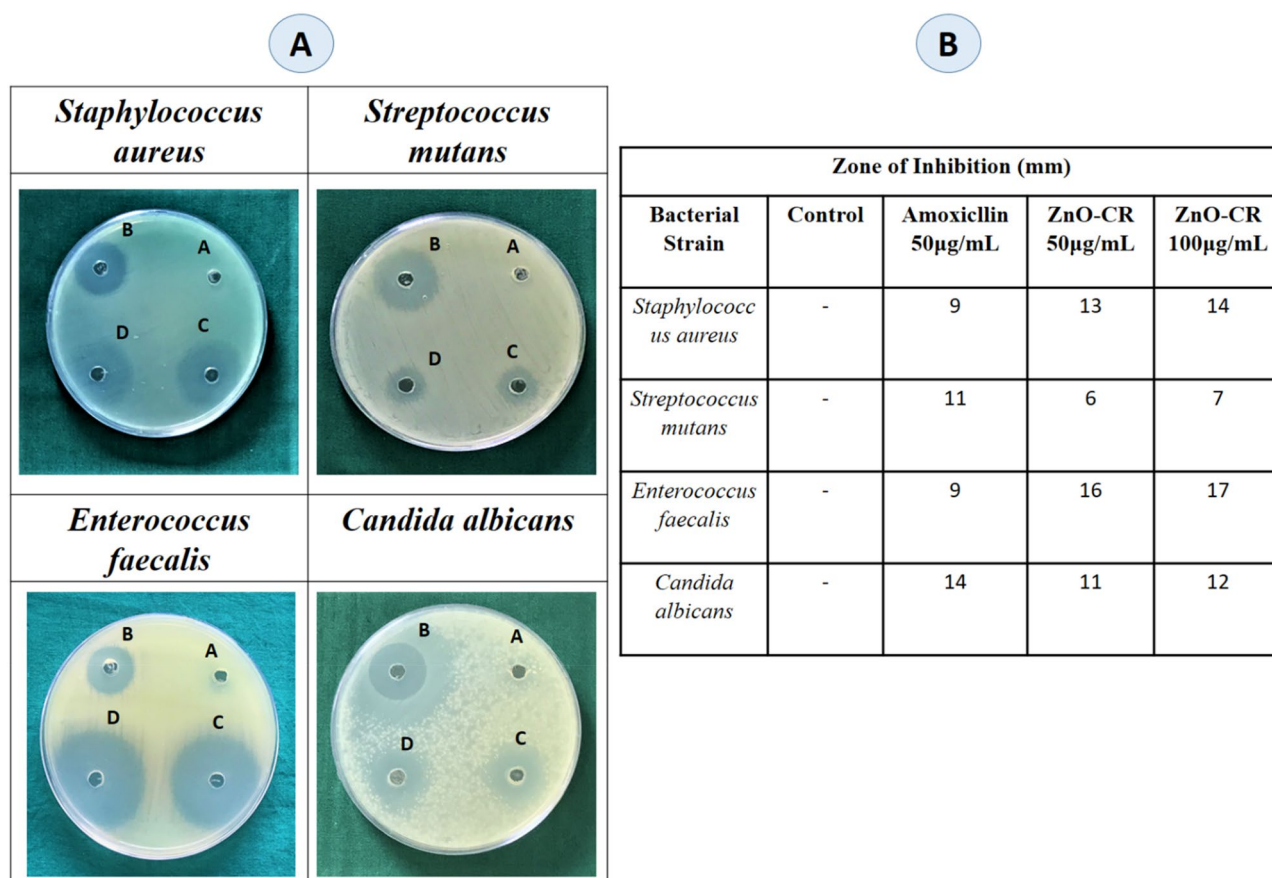 A
B
Staphylococcus
aureus
Streptococcus
mutans
B
A
D
C
B
A
D
C
Enterococcus
faecalis
Candida albicans
B
A
D
C
B
A
D
C
Zone of Inhibition (mm)
Bacterial
Strain
Control
Amoxicllin
50µg/mL
ZnO-CR
50µg/mL
ZnO-CR
100µg/mL
Staphylococc
us aureus
-
9
13
14
Streptococcus
mutans
-
11
6
7
Enterococcus
faecalis
-
9
16
17
Candida
albicans
-
14
11
12